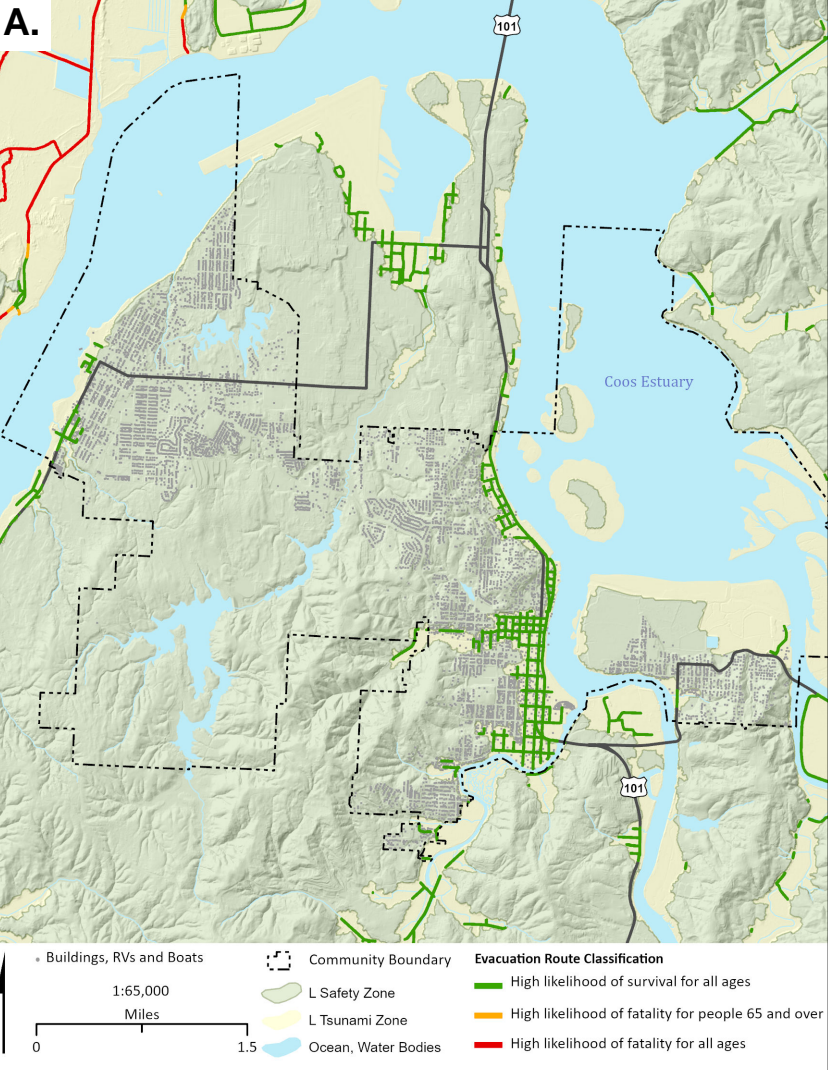 A.
101
Coos Estuary
101
Buildings, RVs and Boats
1:65,000
Miles
0 1.5
Community Boundary
L Safety Zone
L Tsunami Zone
Ocean, Water Bodies
Evacuation Route Classification
High likelihood of survival for all ages
High likelihood of fatality for people 65 and over
High likelihood of fatality for all ages